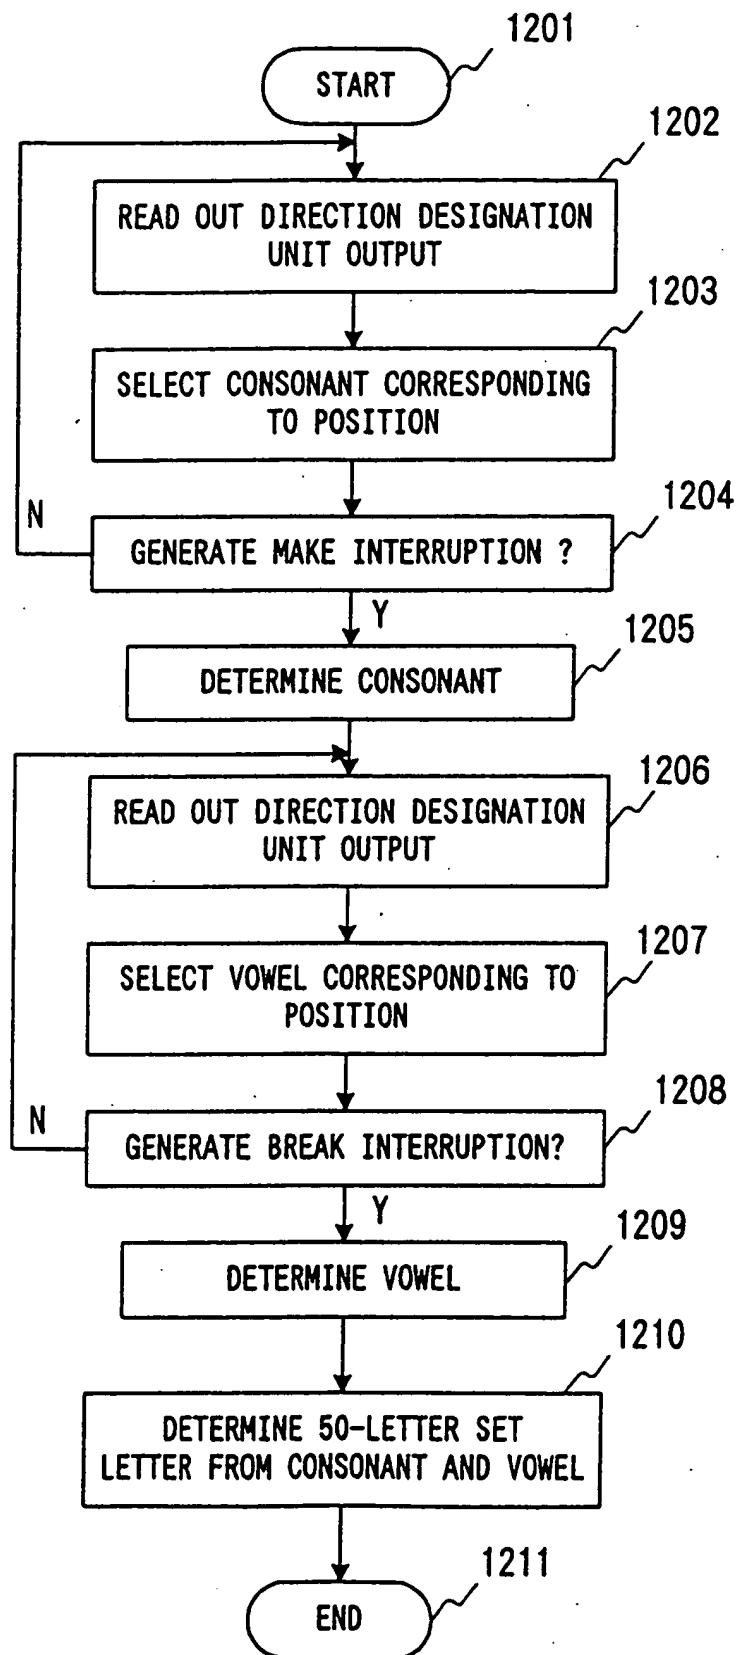 1201
START
1202
READ OUT DIRECTION DESIGNATION
UNIT OUTPUT
1203
SELECT CONSONANT CORRESPONDING
TO POSITION
1204
N
GENERATE MAKE INTERRUPTION ?
Y
1205
DETERMINE CONSONANT
1206
READ OUT DIRECTION DESIGNATION
UNIT OUTPUT
1207
SELECT VOWEL CORRESPONDING TO
POSITION
1208
N
GENERATE BREAK INTERRUPTION?
Y
1209
DETERMINE VOWEL
1210
DETERMINE 50-LETTER SET
LETTER FROM CONSONANT AND VOWEL
1211
END